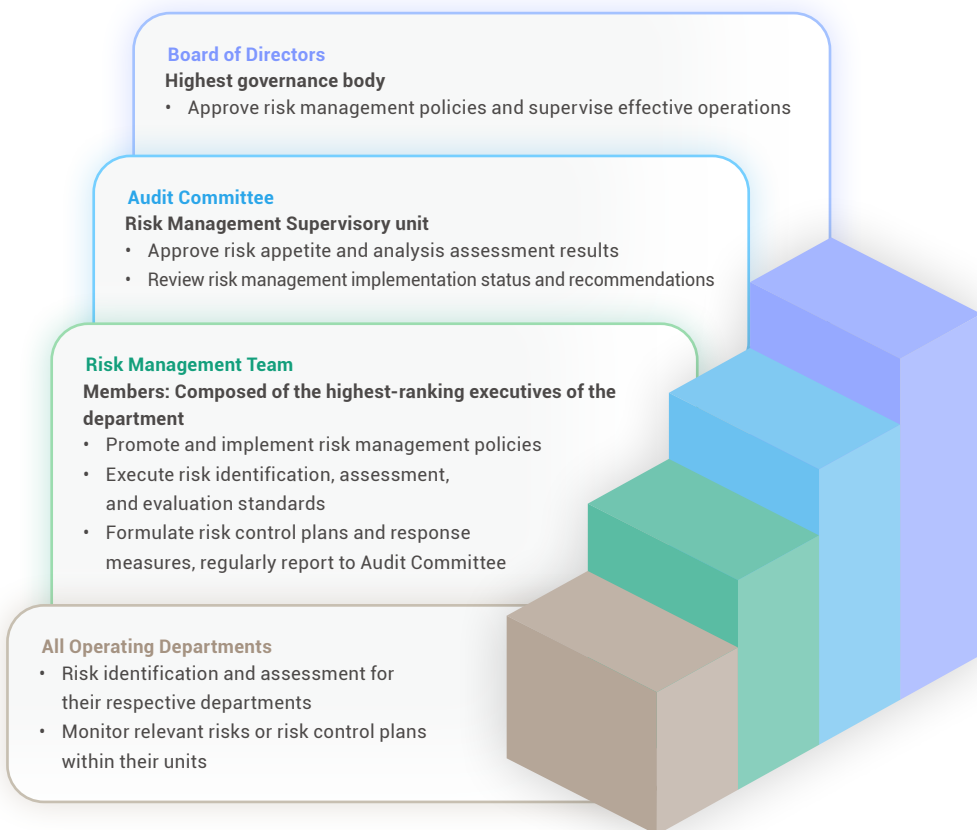 Board of Directors
Highest governance body
• Approve risk management policies and supervise effective operations
Audit Committee
Risk Management Supervisory unit
• Approve risk appetite and analysis assessment results
• Review risk management implementation status and recommendations
Risk Management Team
Members: Composed of the highest-ranking executives of the
department
• Promote and implement risk management policies
• Execute risk identification, assessment,
and evaluation standards
• Formulate risk control plans and response
measures, regularly report to Audit Committee
All Operating Departments
• Risk identification and assessment for
their respective departments
• Monitor relevant risks or risk control plans
within their units